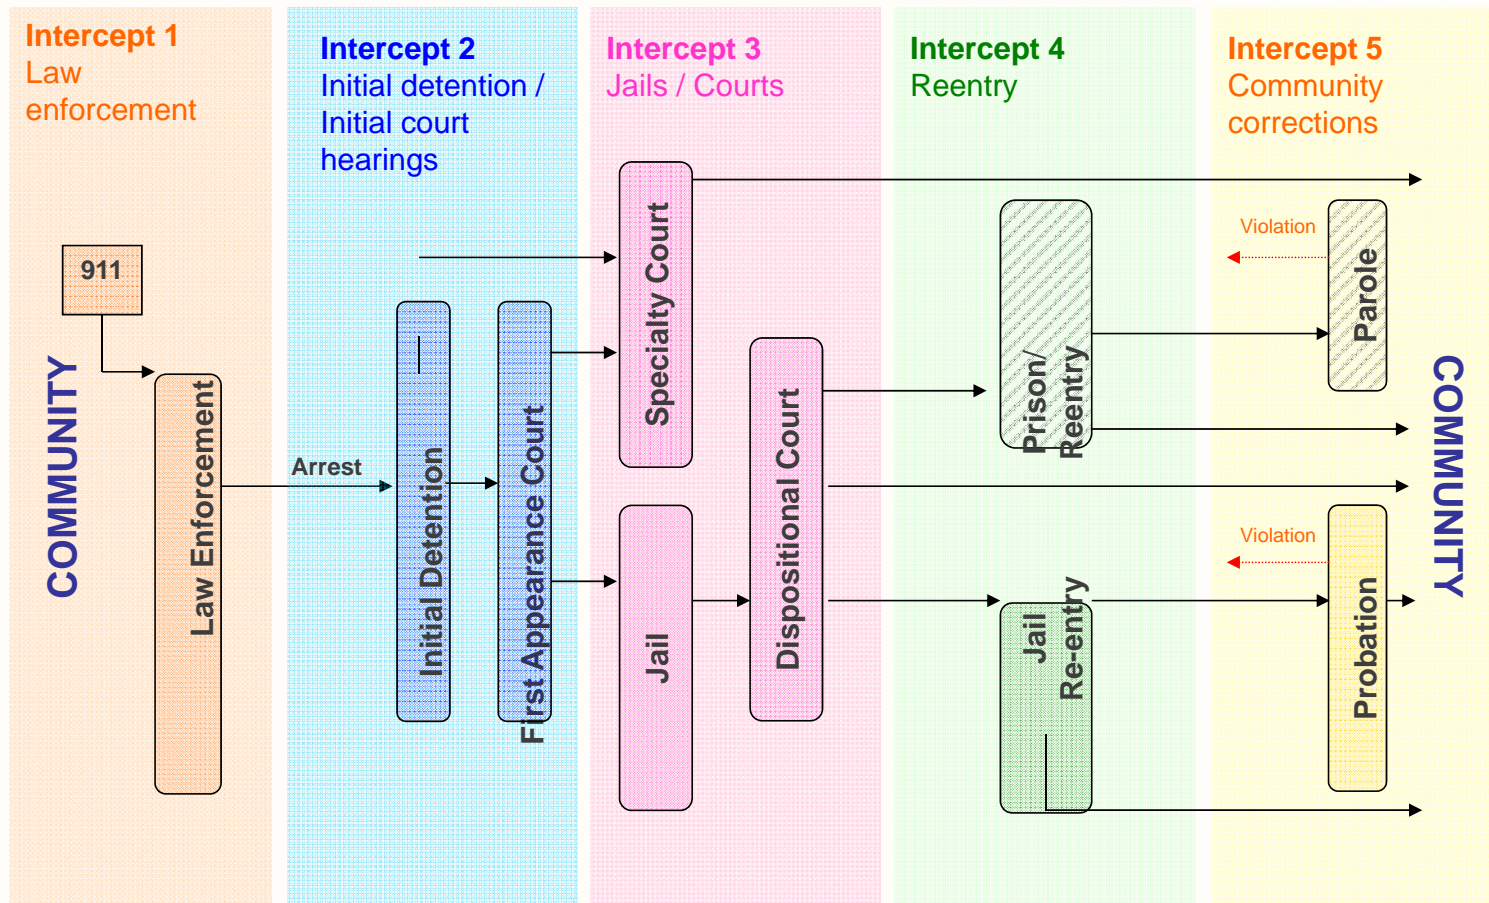 Intercept 1
Law
enforcement
Intercept 2
Initial detention /
Initial court
hearings
Intercept 3
Jails / Courts
Intercept 4
Reentry
Intercept 5
Community
corrections
COMMUNITY
911
Law Enforcement
Arrest
Initial Detention
First Appearance Court
Specialty Court
Jail
Dispositional Court
Prison/
Reentry
Jail
Re-entry
Violation
Parole
Violation
Probation
COMMUNITY